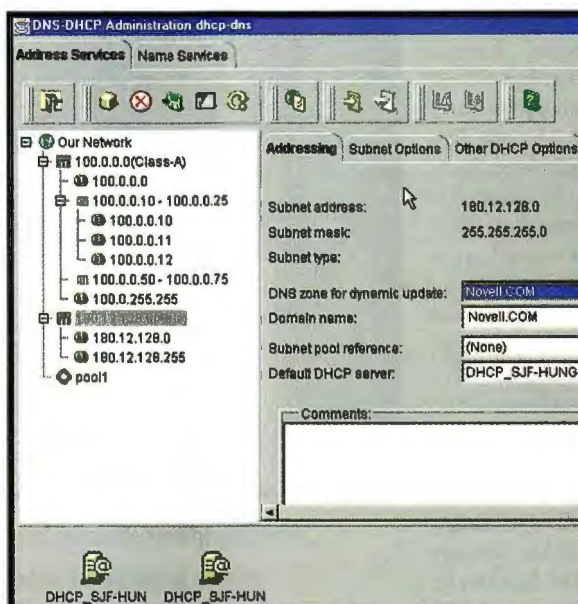 DNS-DHCP Administration dhcp-dns
Address Services
Name Services
Our Network
100.0.0.0(Class-A)
100.0.0.0
100.0.0.10 - 100.0.0.25
100.0.0.10
100.0.0.11
100.0.0.12
100.0.0.50 - 100.0.0.75
100.0.255.255
180.12.128.0
180.12.128.255
pool1
Addressing
Subnet Options
Other DHCP Options
Subnet address: 180.12.128.0
Subnet mask: 255.255.255.0
Subnet type:
DNS zone for dynamic update: Novell.COM
Domain name: Novell.COM
Subnet pool reference: (None)
Default DHCP server: DHCP_SJF-HUNG
Comments:
DHCP_SJF-HUN
DHCP_SJF-HUN